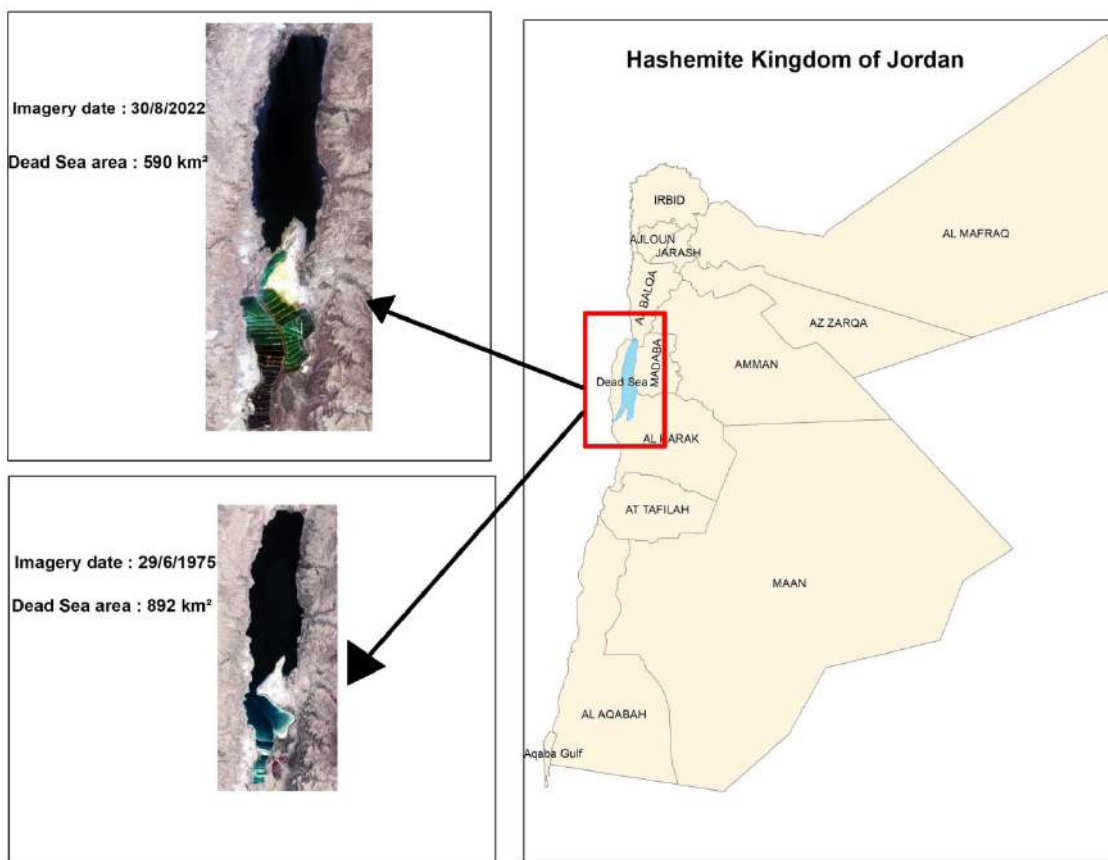 Imagery date : 30/8/2022
Dead Sea area : 590 km²
Imagery date : 29/6/1975
Dead Sea area : 892 km²
Hashemite Kingdom of Jordan
IRBID
AJLOUN
JARASH
AL MAFRAQ
AL BALQA
AZ ZARQA
MADABA
AMMAN
Dead Sea
AL KARAK
AT TAFILAH
MAAN
AL AQABAH
Aqaba Gulf